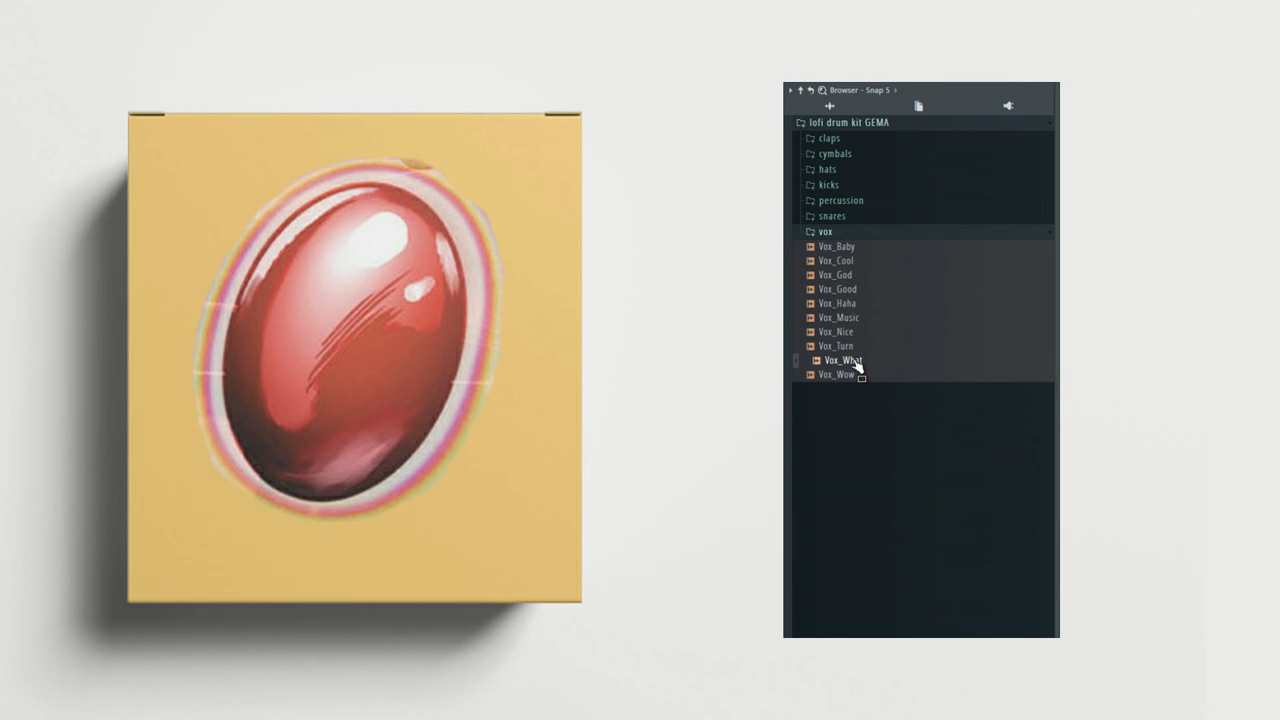 Browser - Snap 5
lofi drum kit GEMA
claps
cymbals
hats
kicks
percussion
snares
vox
Vox_Baby
Vox_Cool
Vox_God
Vox_Good
Vox_Haha
Vox_Music
Vox_Nice
Vox_Turn
Vox_What
Vox_Wow